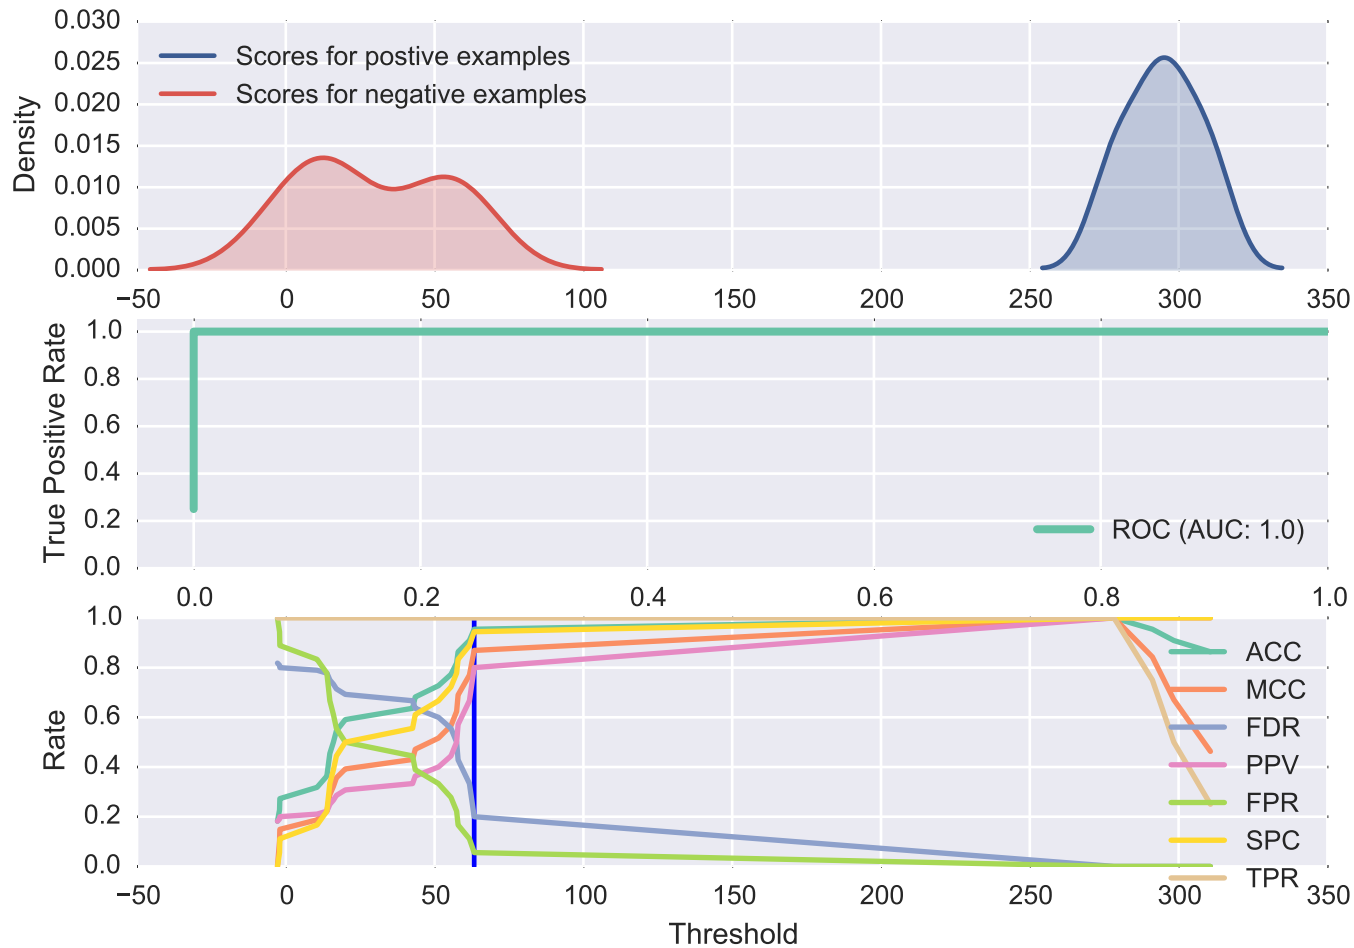 0.030
0.025
0.020
0.015
0.010
0.005
0.000
Density
Scores for postive examples
Scores for negative examples
−50 0 50 100 150 200 250 300 350
1.0
0.8
0.6
0.4
0.2
0.0
True Positive Rate
ROC (AUC: 1.0)
0.0 0.2 0.4 0.6 0.8 1.0
1.0
0.8
0.6
0.4
0.2
0.0
Rate
ACC
MCC
FDR
PPV
FPR
SPC
TPR
−50 0 50 100 150 200 250 300 350
Threshold